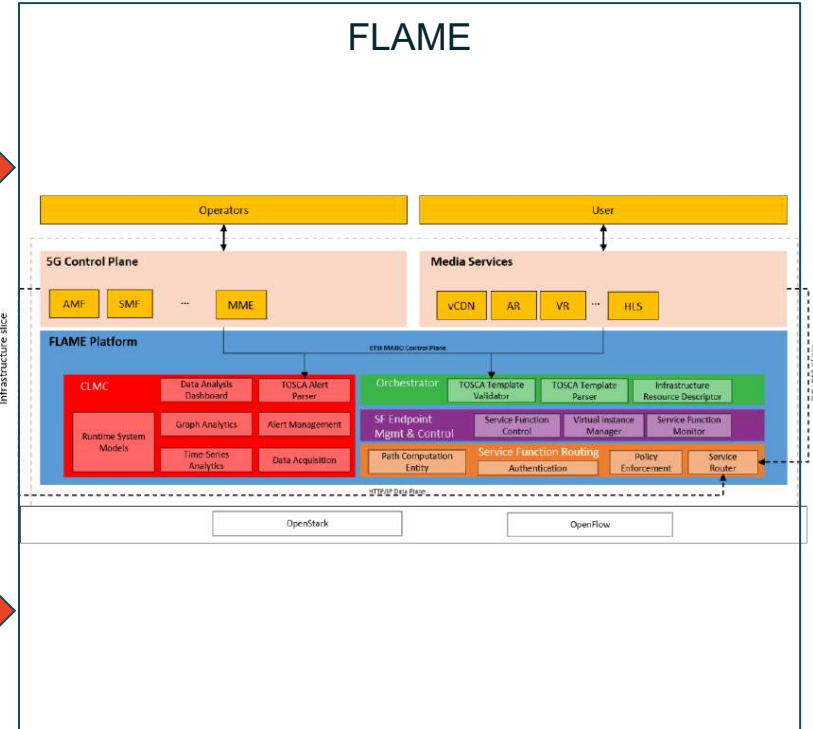 FLAME
Operators
User
5G Control Plane
AMF
SMF
...
MME
Media Services
vCDN
AR
VR
...
HLS
Infrastructure slice
FLAME Platform
ETSI MANO Control Plane
CLMC
Data Analysis
Dashboard
TOSCA Alert
Parser
Runtime System
Models
Graph Analytics
Alert Management
Time-Series
Analytics
Data Acquisition
Orchestrator
TOSCA Template
Validator
TOSCA Template
Parser
Infrastructure
Resource Descriptor
SF Endpoint
Mgmt & Control
Service Function
Control
Virtual Instance
Manager
Service Function
Monitor
Service Function Routing
Path Computation
Entity
Authentication
Policy
Enforcement
Service
Router
HTTP/IP Data Plane
OpenStack
OpenFlow